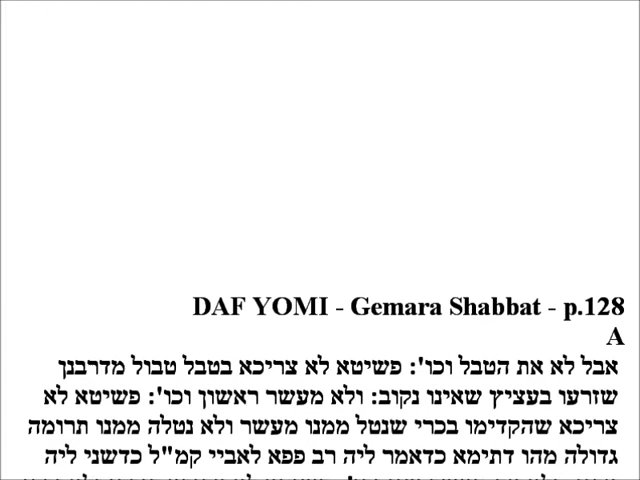 DAF YOMI - Gemara Shabbat - p.128
A
אבל לא את הטבל וכו': פשיטא לא צריכא בטבל טבול מדרבנן
שזרעו בעציץ שאינו נקוב: ולא מעשר ראשון וכו': פשיטא לא
צריכא שהקדימו בכרי שנטל ממנו מעשר ולא נטלה ממנו תרומה
גדולה מהו דתימא כדאמר ליה רב פפא לאביי קמ"ל כדשני ליה